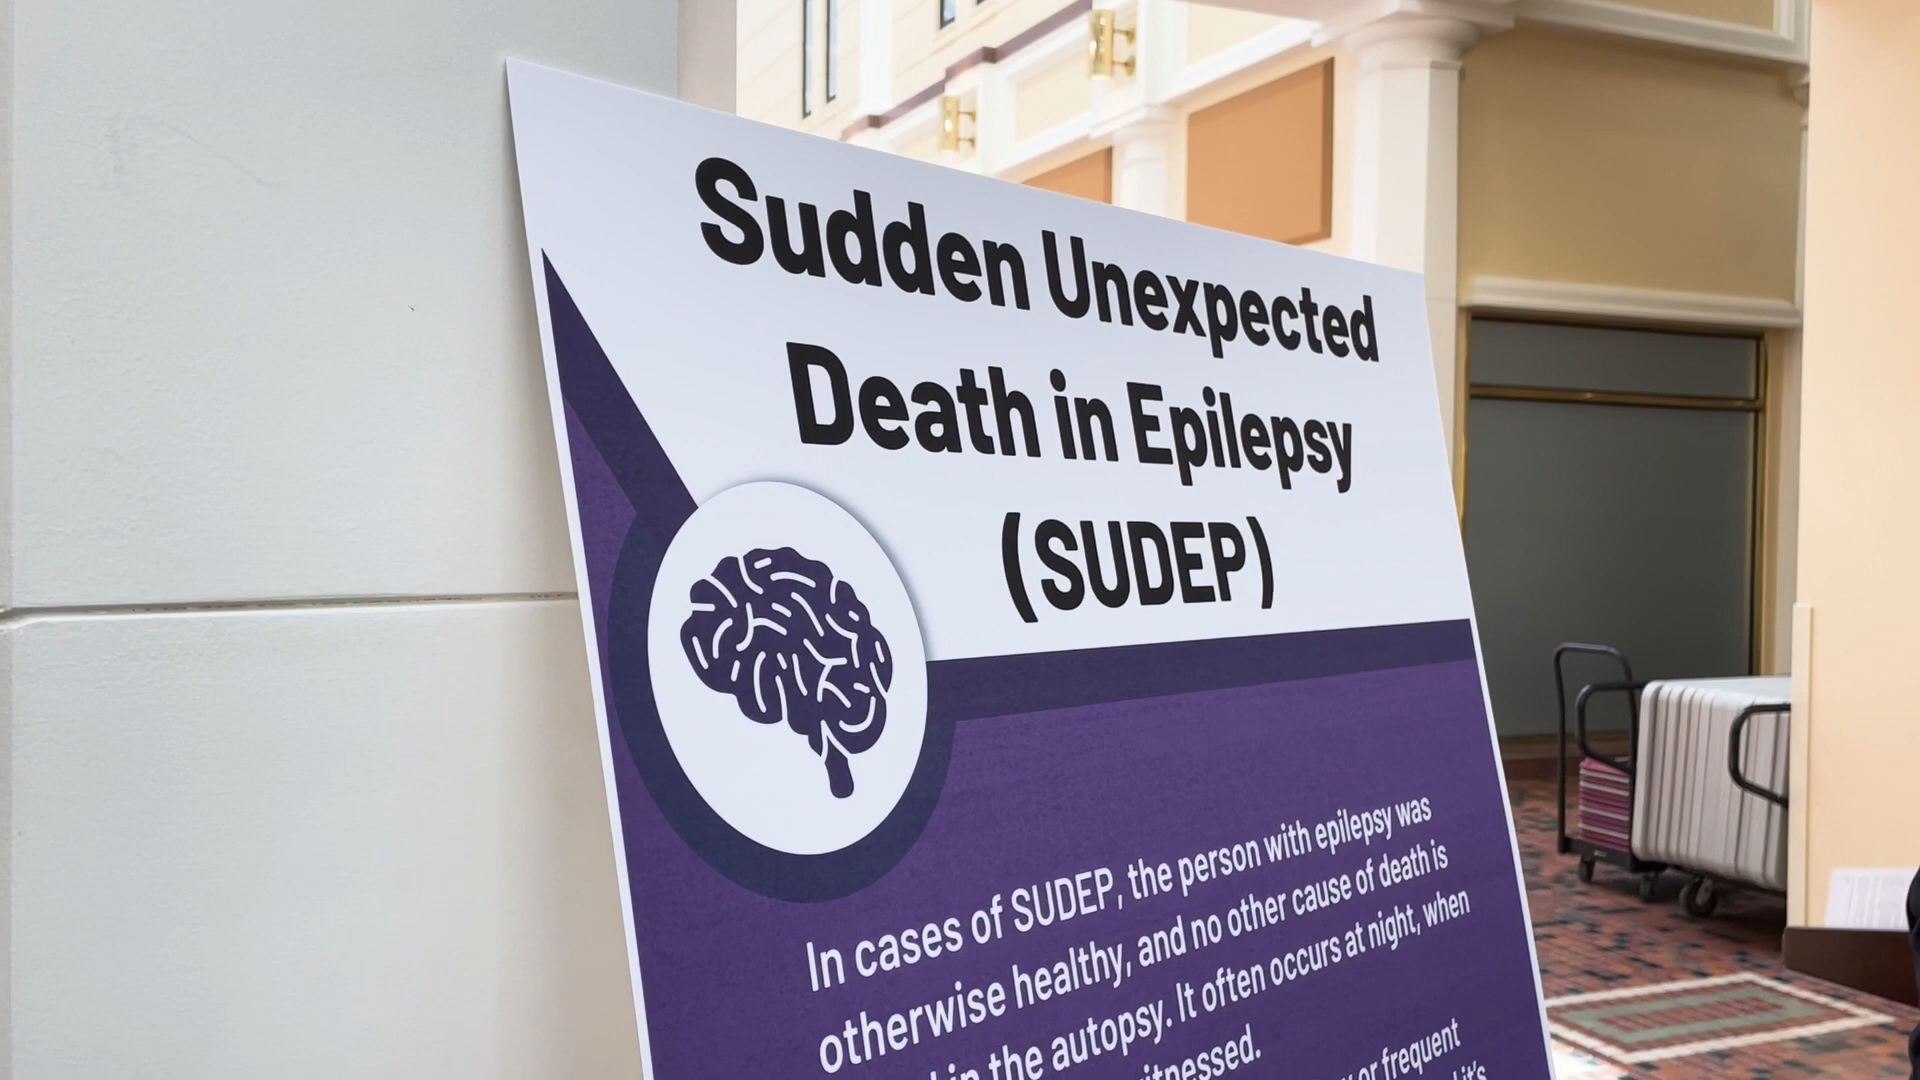 Sudden Unexpected
Death in Epilepsy
(SUDEP)
In cases of SUDEP, the person with epilepsy was
otherwise healthy, and no other cause of death is
in the autopsy. It often occurs at night, when
or frequent
it's